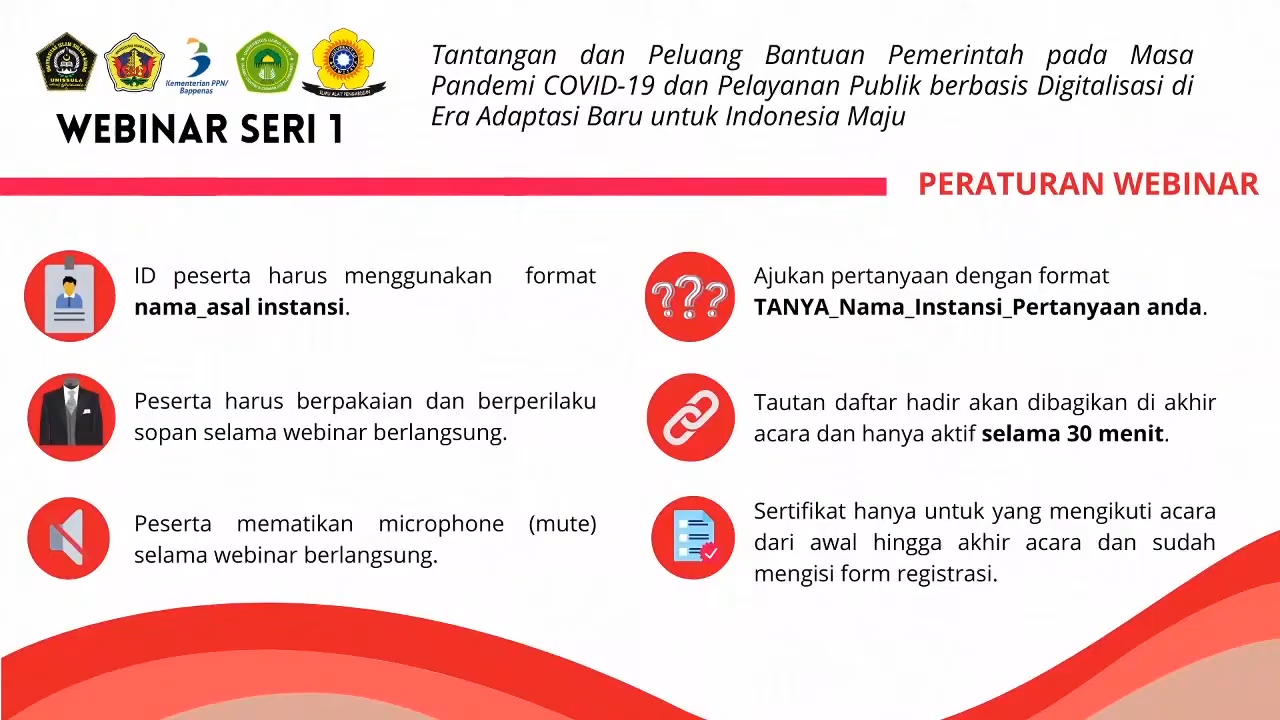 UNISSULA
Kementerian PPN/
Bappenas
WEBINAR SERI 1
Tantangan dan Peluang Bantuan Pemerintah pada Masa
Pandemi COVID-19 dan Pelayanan Publik berbasis Digitalisasi di
Era Adaptasi Baru untuk Indonesia Maju
PERATURAN WEBINAR
ID peserta harus menggunakan format
nama_asal instansi.
Peserta harus berpakaian dan berperilaku
sopan selama webinar berlangsung.
Peserta mematikan microphone (mute)
selama webinar berlangsung.
Ajukan pertanyaan dengan format
TANYA_Nama_Instansi_Pertanyaan anda.
Tautan daftar hadir akan dibagikan di akhir
acara dan hanya aktif selama 30 menit.
Sertifikat hanya untuk yang mengikuti acara
dari awal hingga akhir acara dan sudah
mengisi form registrasi.